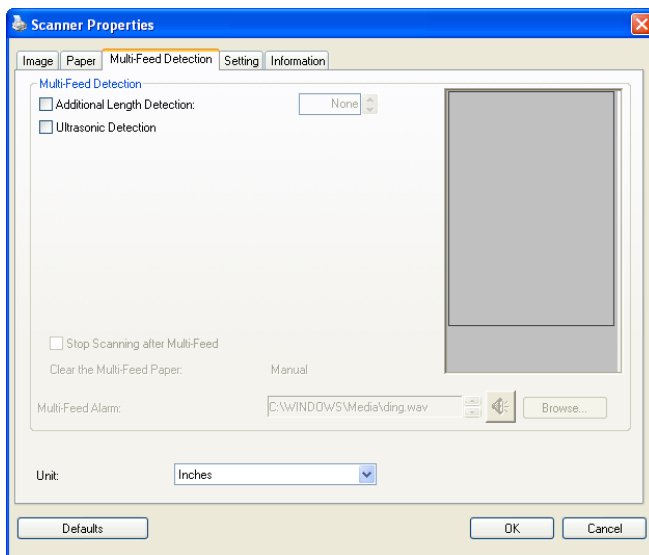 Scanner Properties
Image Paper Multi-Feed Detection Setting Information
Multi-Feed Detection
Additional Length Detection: None
Ultrasonic Detection
Stop Scanning after Multi-Feed
Clear the Multi-Feed Paper: Manual
Multi-Feed Alarm: C:\WINDOWS\Media\ding.wav Browse...
Unit: Inches
Defaults OK Cancel